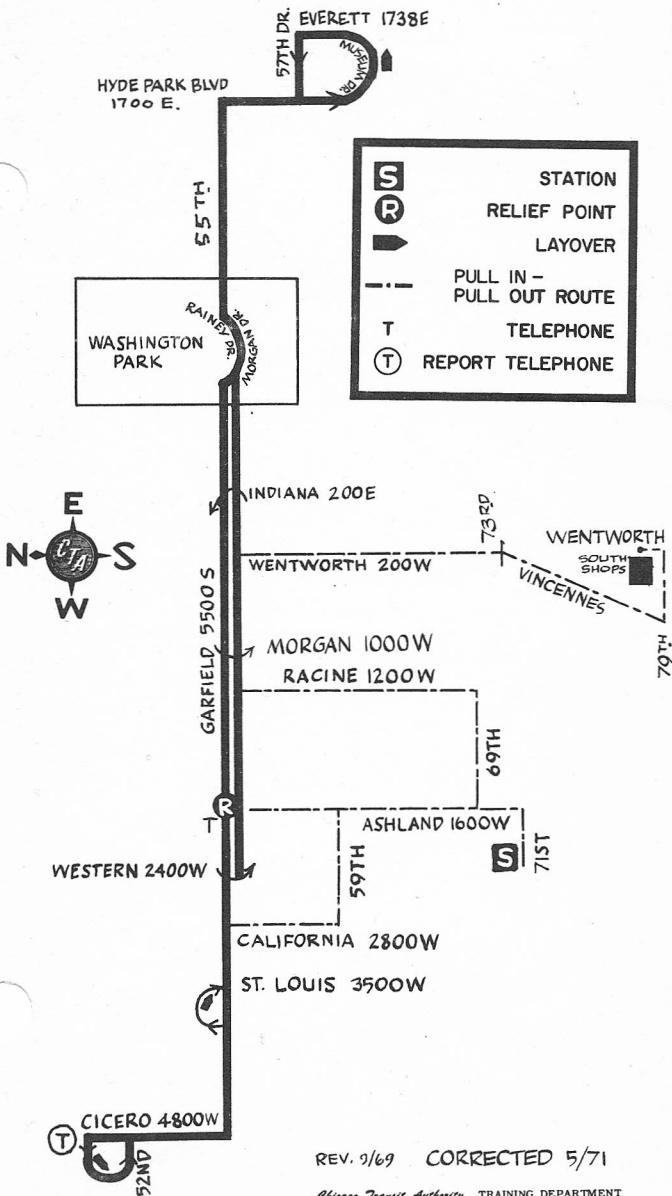 57TH DR.
EVERETT 1738E
MUSEUM DR.
HYDE PARK BLVD
1700 E.
55TH
S STATION
R RELIEF POINT
LAYOVER
PULL IN -
PULL OUT ROUTE
T TELEPHONE
T REPORT TELEPHONE
RAINEY DR.
MORGAN DR.
WASHINGTON
PARK
INDIANA 200E
E
N
CTA
S
W
73RD
WENTWORTH
SOUTH
SHOPS
WENTWORTH 200W
VINCENNES
79TH
GARFIELD 5500 S
MORGAN 1000W
RACINE 1200W
69TH
R
T
ASHLAND 1600W
S
71ST
WESTERN 2400W
59TH
CALIFORNIA 2800W
ST. LOUIS 3500W
CICERO 4800W
T
52ND
REV. 9/69 CORRECTED 5/71
Chicago Transit Authority TRAINING DEPARTMENT